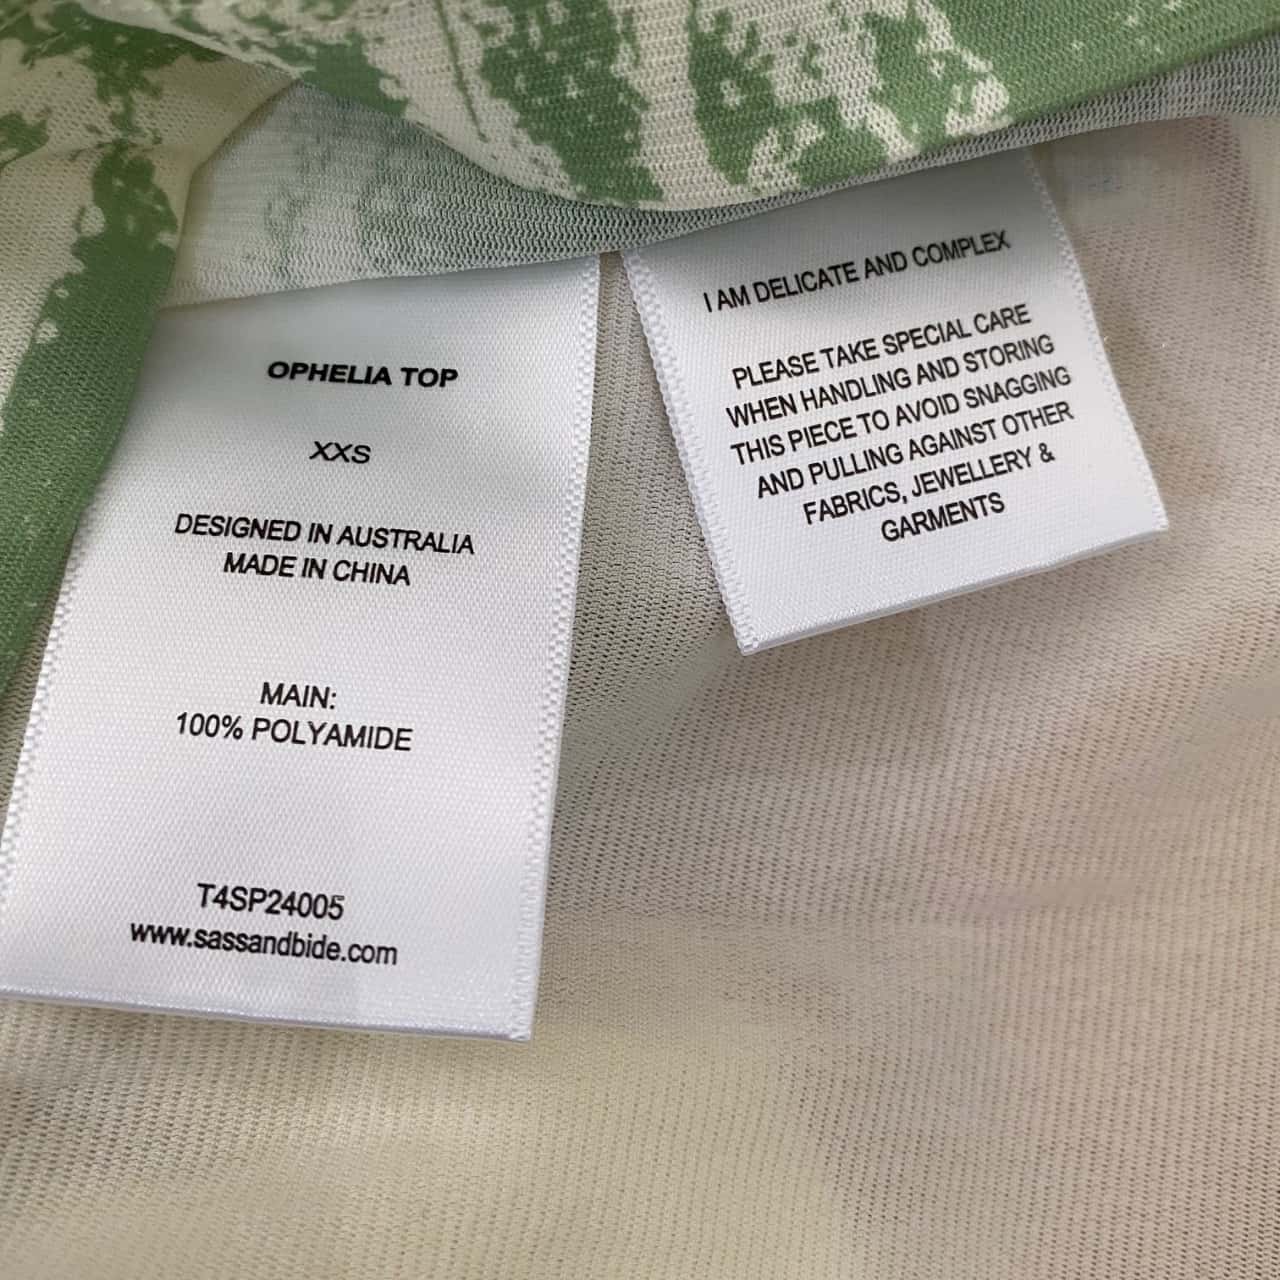 OPHELIA TOP
XXS
DESIGNED IN AUSTRALIA
MADE IN CHINA
MAIN:
100% POLYAMIDE
T4SP24005
www.sassandbide.com
I AM DELICATE AND COMPLEX
PLEASE TAKE SPECIAL CARE
WHEN HANDLING AND STORING
THIS PIECE TO AVOID SNAGGING
AND PULLING AGAINST OTHER
FABRICS, JEWELLERY &
GARMENTS